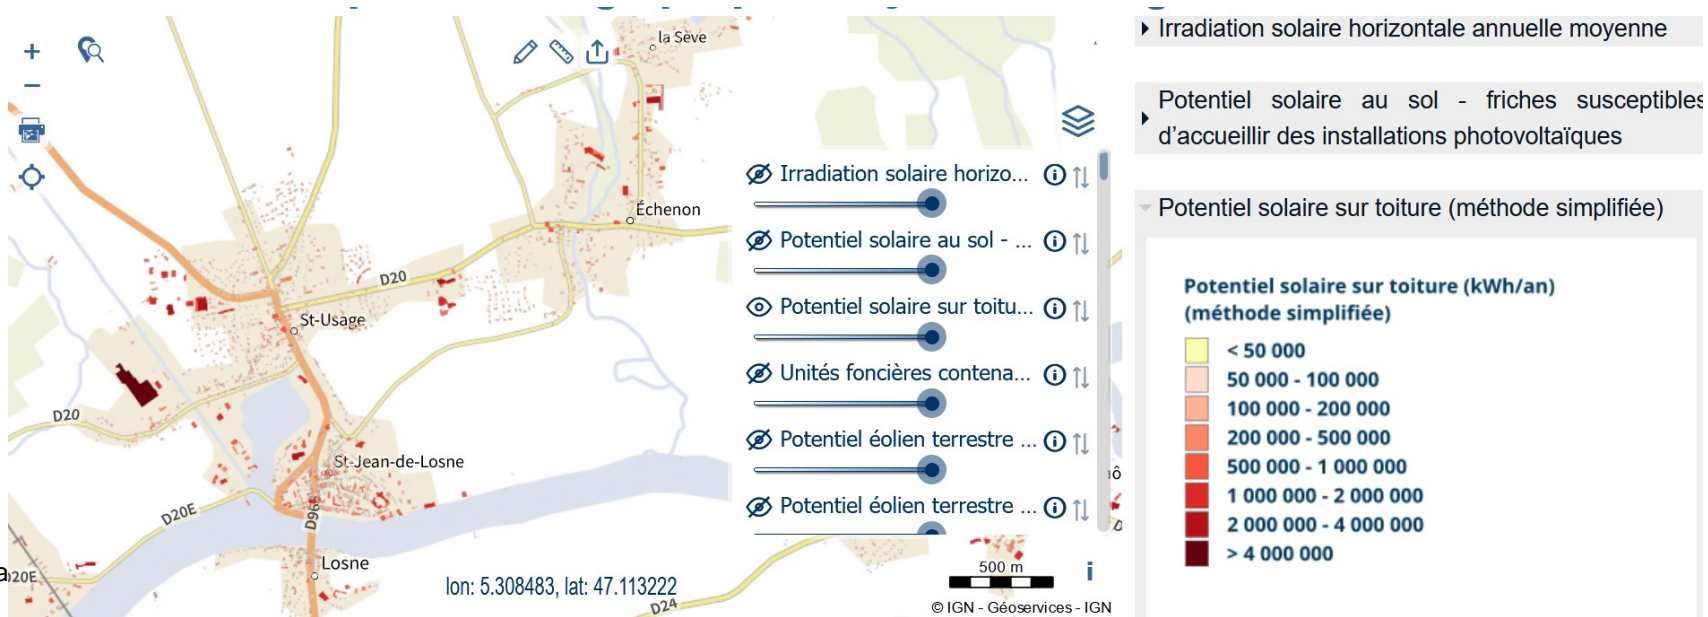 la Sève
Échenon
D20
St-Usage
D20
St-Jean-de-Losne
D20E
D96
Losne
20E
lon: 5.308483, lat: 47.113222
D24
500 m
© IGN - Géoservices - IGN
Irradiation solaire horizo...
Potentiel solaire au sol - ...
Potentiel solaire sur toitu...
Unités foncières contena...
Potentiel éolien terrestre ...
Potentiel éolien terrestre ...
Irradiation solaire horizontale annuelle moyenne
Potentiel solaire au sol - friches susceptibles
d’accueillir des installations photovoltaïques
Potentiel solaire sur toiture (méthode simplifiée)
Potentiel solaire sur toiture (kWh/an)
(méthode simplifiée)
< 50 000
50 000 - 100 000
100 000 - 200 000
200 000 - 500 000
500 000 - 1 000 000
1 000 000 - 2 000 000
2 000 000 - 4 000 000
> 4 000 000